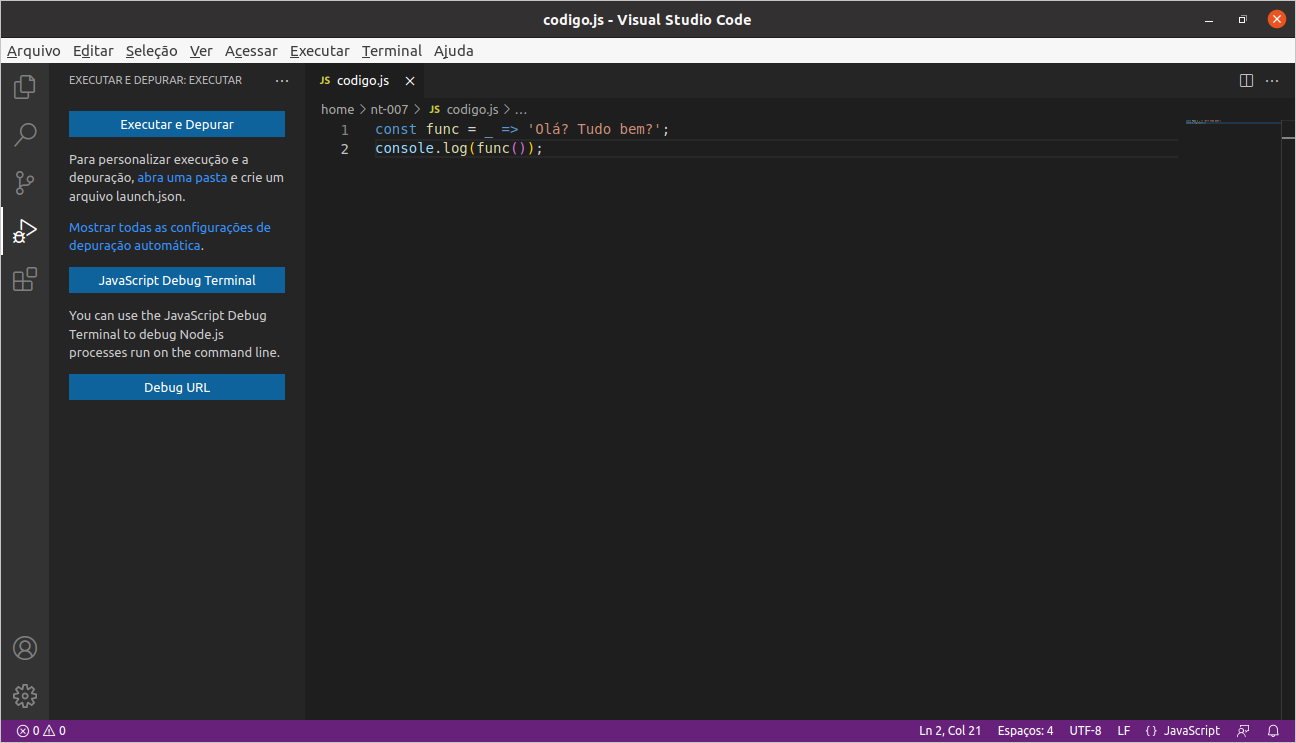 codigo.js - Visual Studio Code
Arquivo Editar Seleção Ver Acessar Executar Terminal Ajuda
EXECUTAR E DEPURAR: EXECUTAR
Executar e Depurar
Para personalizar execução e a
depuração, abra uma pasta e crie um
arquivo launch.json.
Mostrar todas as configurações de
depuração automática.
JavaScript Debug Terminal
You can use the JavaScript Debug
Terminal to debug Node.js
processes run on the command line.
Debug URL
JS codigo.js
home > nt-007 > JS codigo.js > ...
1 const func = _ => 'Olá? Tudo bem?';
2 console.log(func());
0 0
Ln 2, Col 21 Espaços: 4 UTF-8 LF {} JavaScript